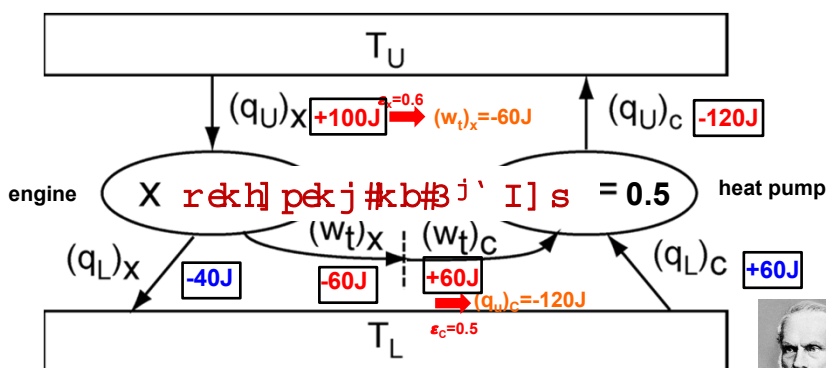 T_U
(q_U)_X +100J ε_x=0.6 (w_t)_x=-60J (q_U)_c -120J
engine X = 0.5 heat pump
(q_L)_X -40J (w_t)_X -60J (w_t)_C +60J (q_L)_C +60J
(q_u)_C=-120J
ε_C=0.5
T_L